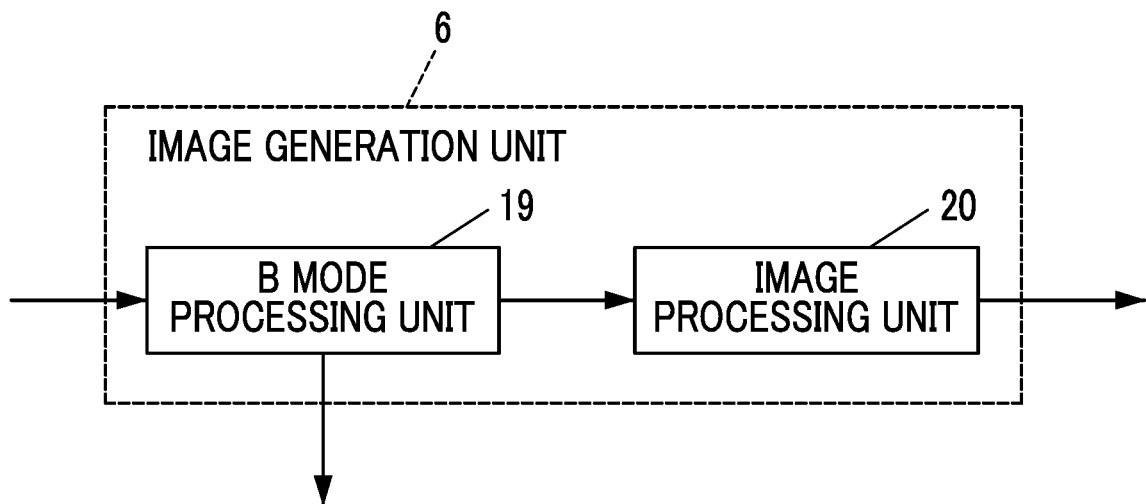 6
IMAGE GENERATION UNIT
19
20
B MODE
PROCESSING UNIT
IMAGE
PROCESSING UNIT